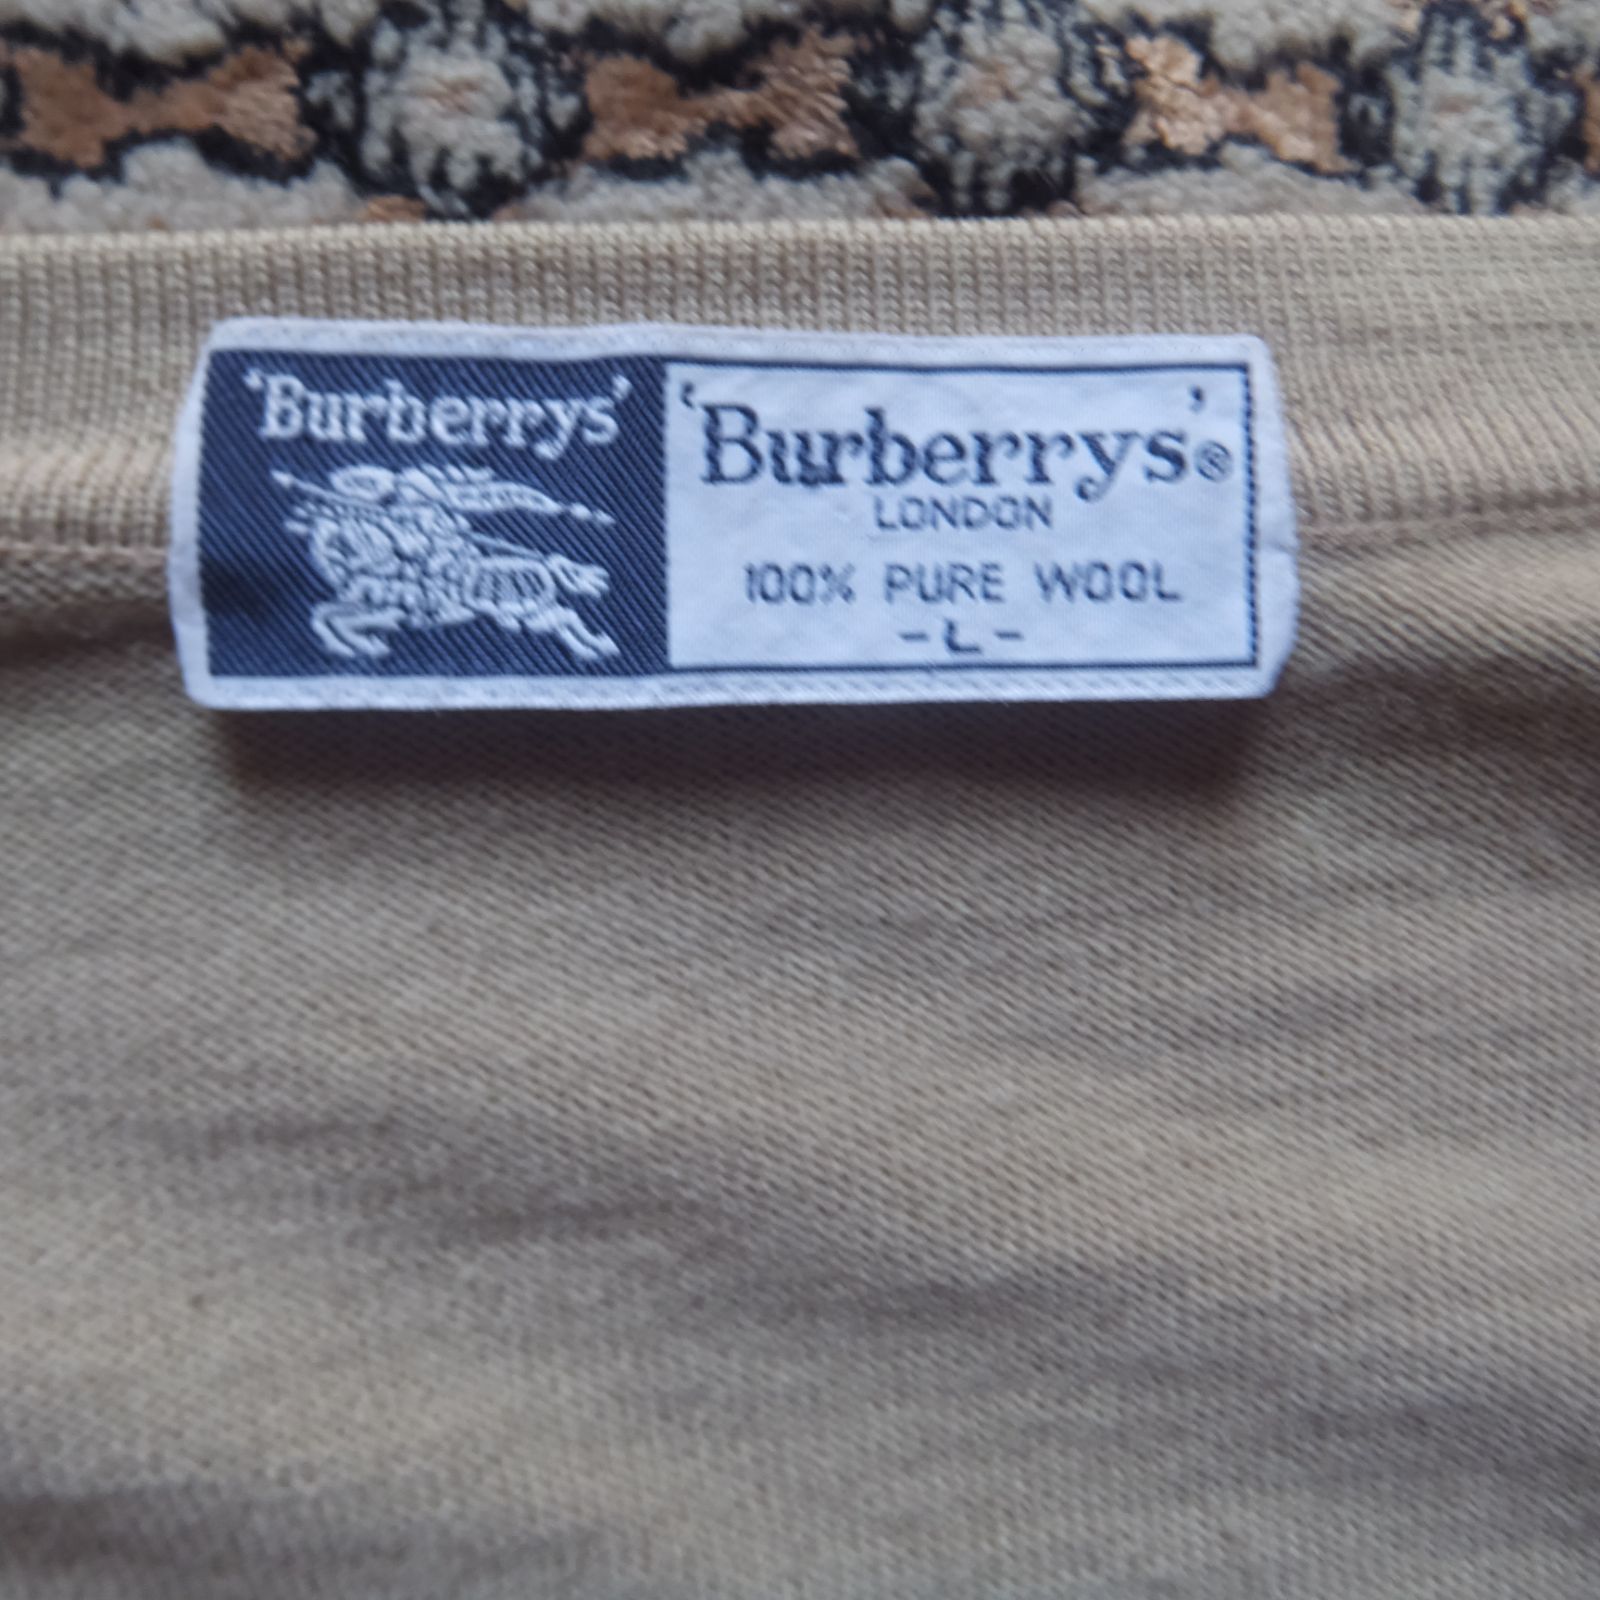 'Burberrys'
'Burberrys'®
LONDON
100% PURE WOOL
- L -